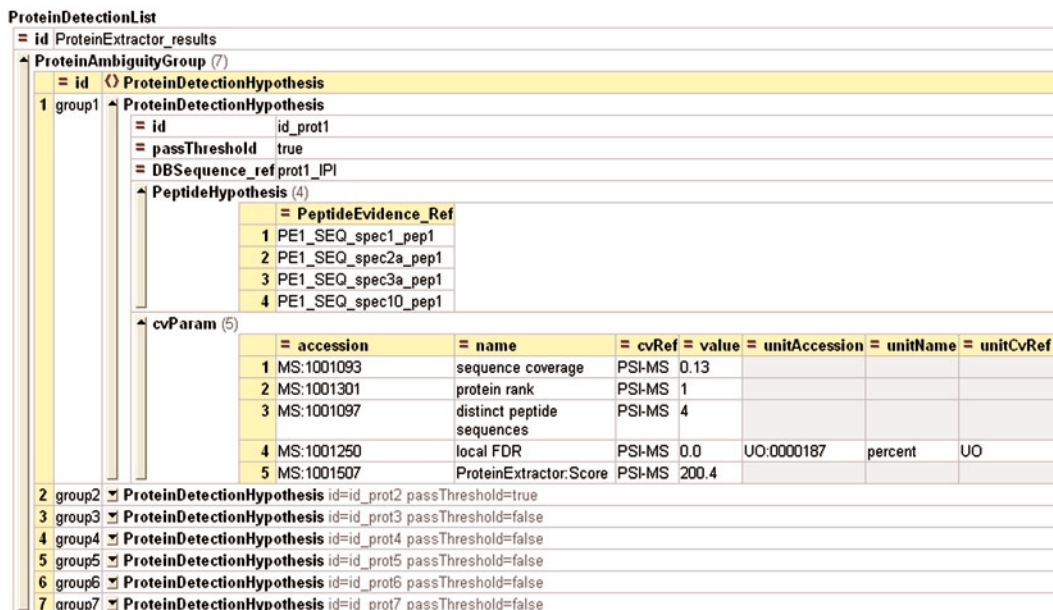 ProteinDetectionList
= id ProteinExtractor_results
ProteinAmbiguityGroup (7)
= id <> ProteinDetectionHypothesis
1 group1 ProteinDetectionHypothesis
= id id_prot1
= passThreshold true
= DBSequence_ref prot1_IPI
PeptideHypothesis (4)
= PeptideEvidence_Ref
1 PE1_SEQ_spec1_pep1
2 PE1_SEQ_spec2a_pep1
3 PE1_SEQ_spec3a_pep1
4 PE1_SEQ_spec10_pep1
cvParam (5)
= accession = name = cvRef = value = unitAccession = unitName = unitCvRef
1 MS:1001093 sequence coverage PSI-MS 0.13
2 MS:1001301 protein rank PSI-MS 1
3 MS:1001097 distinct peptide PSI-MS 4
sequences
4 MS:1001250 local FDR PSI-MS 0.0 UO:0000187 percent UO
5 MS:1001507 ProteinExtractor:Score PSI-MS 200.4
2 group2 ProteinDetectionHypothesis id=id_prot2 passThreshold=true
3 group3 ProteinDetectionHypothesis id=id_prot3 passThreshold=false
4 group4 ProteinDetectionHypothesis id=id_prot4 passThreshold=false
5 group5 ProteinDetectionHypothesis id=id_prot5 passThreshold=false
6 group6 ProteinDetectionHypothesis id=id_prot6 passThreshold=false
7 group7 ProteinDetectionHypothesis id=id_prot7 passThreshold=false